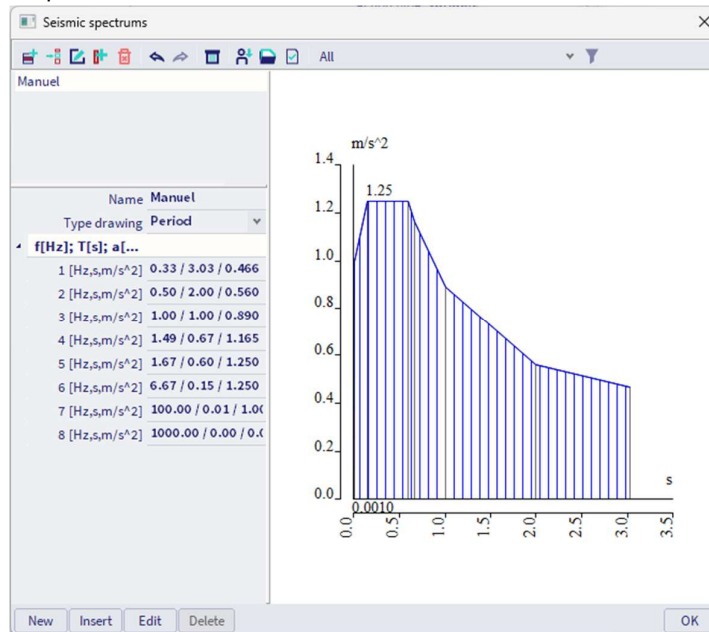 Seismic spectrums
All
Manuel
Name Manuel
Type drawing Period
f[Hz]; T[s]; a[...
1 [Hz,s,m/s^2] 0.33 / 3.03 / 0.466
2 [Hz,s,m/s^2] 0.50 / 2.00 / 0.560
3 [Hz,s,m/s^2] 1.00 / 1.00 / 0.890
4 [Hz,s,m/s^2] 1.49 / 0.67 / 1.165
5 [Hz,s,m/s^2] 1.67 / 0.60 / 1.250
6 [Hz,s,m/s^2] 6.67 / 0.15 / 1.250
7 [Hz,s,m/s^2] 100.00 / 0.01 / 1.00
8 [Hz,s,m/s^2] 1000.00 / 0.00 / 0.0
m/s^2
1.4
1.25
1.2
1.0
0.8
0.6
0.4
0.2
0.0
s
0.0010
0.0 0.5 1.0 1.5 2.0 2.5 3.0 3.5
New Insert Edit Delete OK